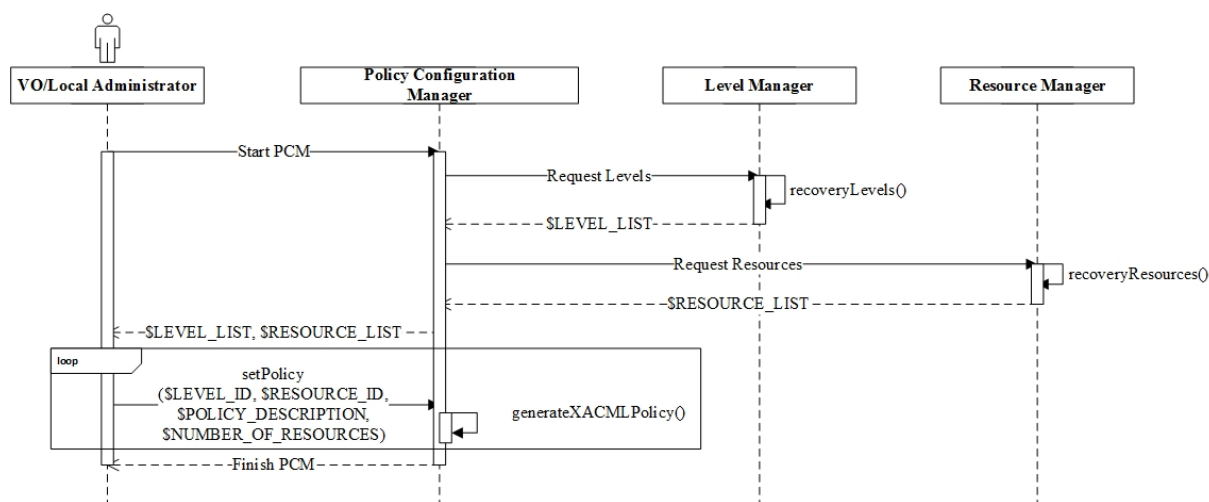 VO/Local Administrator
Policy Configuration
Manager
Level Manager
Resource Manager
Start PCM
Request Levels
recoveryLevels()
$LEVEL_LIST
Request Resources
recoveryResources()
$RESOURCE_LIST
$LEVEL_LIST, $RESOURCE_LIST
loop
setPolicy
($LEVEL_ID, $RESOURCE_ID,
$POLICY_DESCRIPTION,
$NUMBER_OF_RESOURCES)
generateXACMLPolicy()
Finish PCM